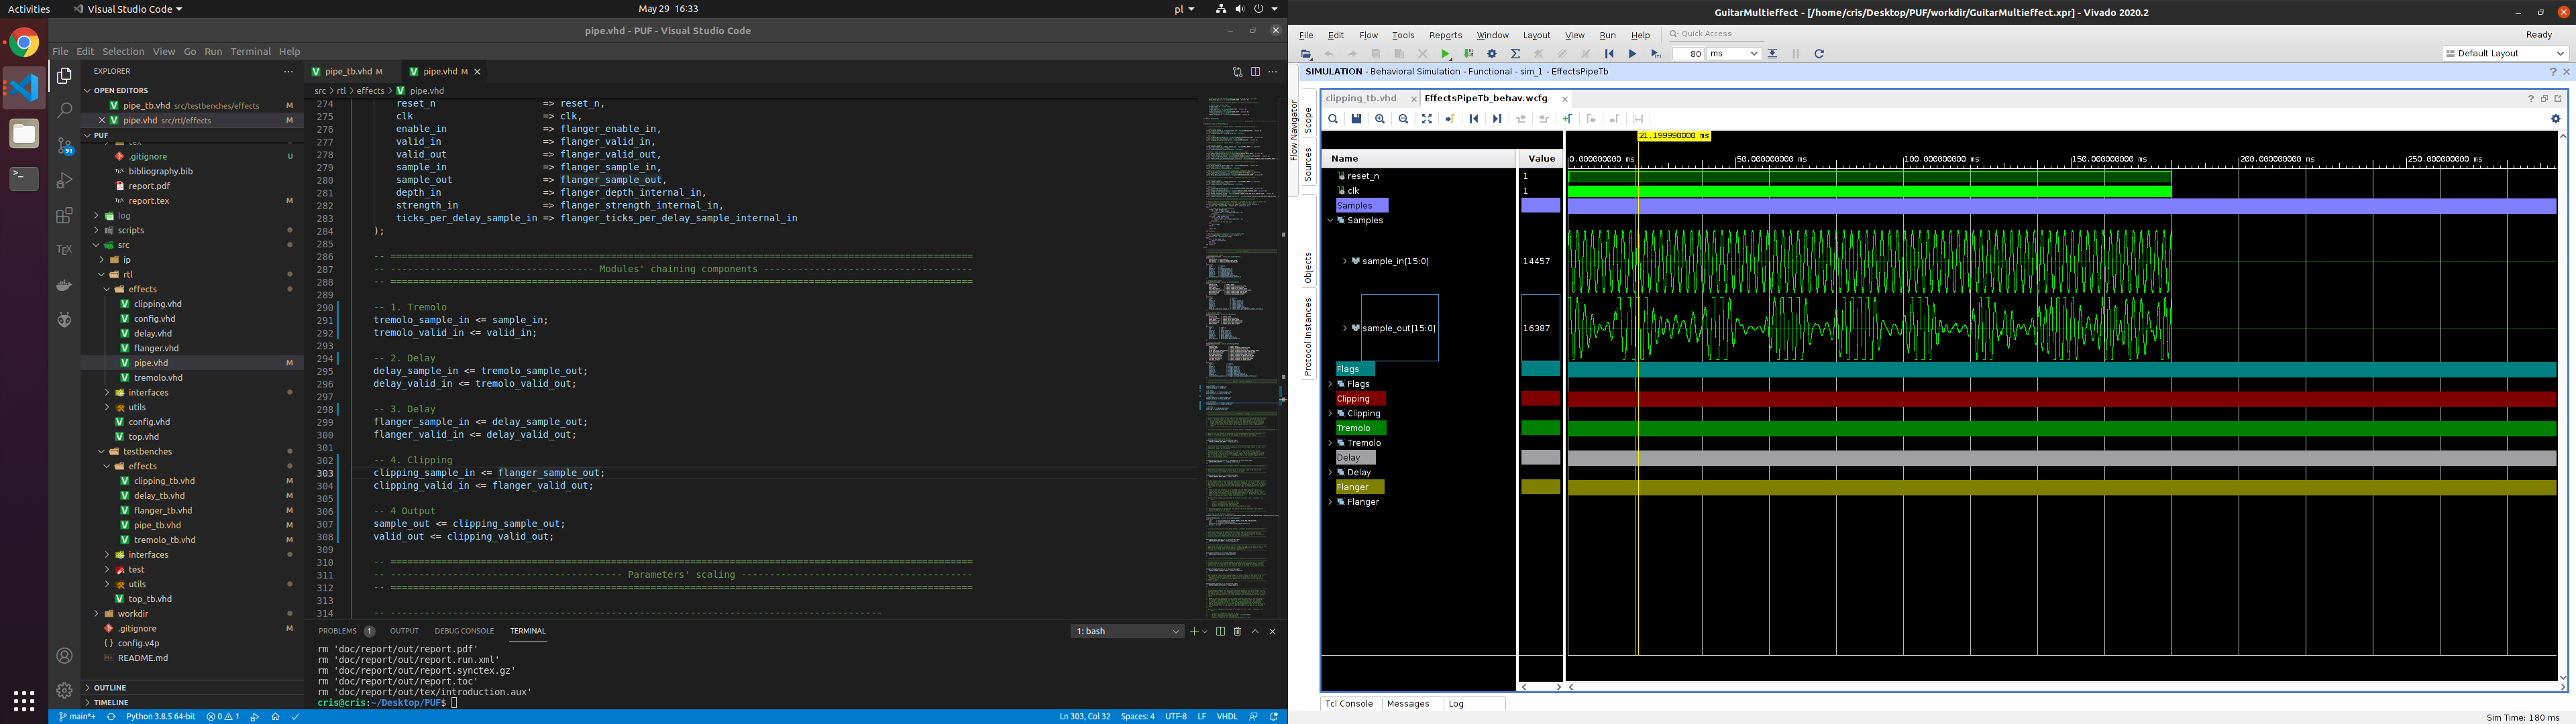 Activities
Visual Studio Code
May 29 16:33
pl
pipe.vhd - PUF - Visual Studio Code
File Edit Selection View Go Run Terminal Help
EXPLORER
OPEN EDITORS
pipe_tb.vhd src/testbenches/effects M
pipe.vhd src/rtl/effects M
PUF
tex
.gitignore U
bibliography.bib
report.pdf
report.tex M
log
scripts
src
ip
rtl
effects
clipping.vhd
config.vhd
delay.vhd
flanger.vhd
pipe.vhd M
tremolo.vhd
interfaces
utils
config.vhd
top.vhd
testbenches
effects
clipping_tb.vhd M
delay_tb.vhd M
flanger_tb.vhd M
pipe_tb.vhd M
tremolo_tb.vhd M
interfaces
test
utils
top_tb.vhd
workdir
.gitignore M
config.v4p
README.md
OUTLINE
TIMELINE
91
TEX
pipe_tb.vhd M
pipe.vhd M
src > rtl > effects > pipe.vhd
274 reset_n => reset_n,
275 clk => clk,
276 enable_in => flanger_enable_in,
277 valid_in => flanger_valid_in,
278 valid_out => flanger_valid_out,
279 sample_in => flanger_sample_in,
280 sample_out => flanger_sample_out,
281 depth_in => flanger_depth_internal_in,
282 strength_in => flanger_strength_internal_in,
283 ticks_per_delay_sample_in => flanger_ticks_per_delay_sample_internal_in
284 );
285
286 -- ====================================================================================================
287 -- ----------------------------------- Modules' chaining components ------------------------------------
288 -- ====================================================================================================
289
290 -- 1. Tremolo
291 tremolo_sample_in <= sample_in;
292 tremolo_valid_in <= valid_in;
293
294 -- 2. Delay
295 delay_sample_in <= tremolo_sample_out;
296 delay_valid_in <= tremolo_valid_out;
297
298 -- 3. Delay
299 flanger_sample_in <= delay_sample_out;
300 flanger_valid_in <= delay_valid_out;
301
302 -- 4. Clipping
303 clipping_sample_in <= flanger_sample_out;
304 clipping_valid_in <= flanger_valid_out;
305
306 -- 4 Output
307 sample_out <= clipping_sample_out;
308 valid_out <= clipping_valid_out;
309
310 -- ====================================================================================================
311 -- ---------------------------------------- Parameters' scaling ----------------------------------------
312 -- ====================================================================================================
313
314 -- -------------------------------------------------------------------------------------
PROBLEMS 1 OUTPUT DEBUG CONSOLE TERMINAL
1: bash
rm 'doc/report/out/report.pdf'
rm 'doc/report/out/report.run.xml'
rm 'doc/report/out/report.synctex.gz'
rm 'doc/report/out/report.toc'
rm 'doc/report/out/tex/introduction.aux'
cris@cris:~/Desktop/PUF$
main*+ Python 3.8.5 64-bit 0 1 Ln 303, Col 32 Spaces: 4 UTF-8 LF VHDL
GuitarMultieffect - [/home/cris/Desktop/PUF/workdir/GuitarMultieffect.xpr] - Vivado 2020.2
File Edit Flow Tools Reports Window Layout View Run Help
Quick Access
Ready
80 ms
Default Layout
SIMULATION - Behavioral Simulation - Functional - sim_1 - EffectsPipeTb
Flow Navigator
Scope
Sources
Objects
Protocol Instances
clipping_tb.vhd
EffectsPipeTb_behav.wcfg
21.199990000 ms
Name Value
0.000000000 ms 50.000000000 ms 100.000000000 ms 150.000000000 ms 200.000000000 ms 250.000000000 ms
reset_n 1
clk 1
Samples
Samples
sample_in[15:0] 14457
sample_out[15:0] 16387
Flags
Flags
Clipping
Clipping
Tremolo
Tremolo
Delay
Delay
Flanger
Flanger
Tcl Console Messages Log
Sim Time: 180 ms